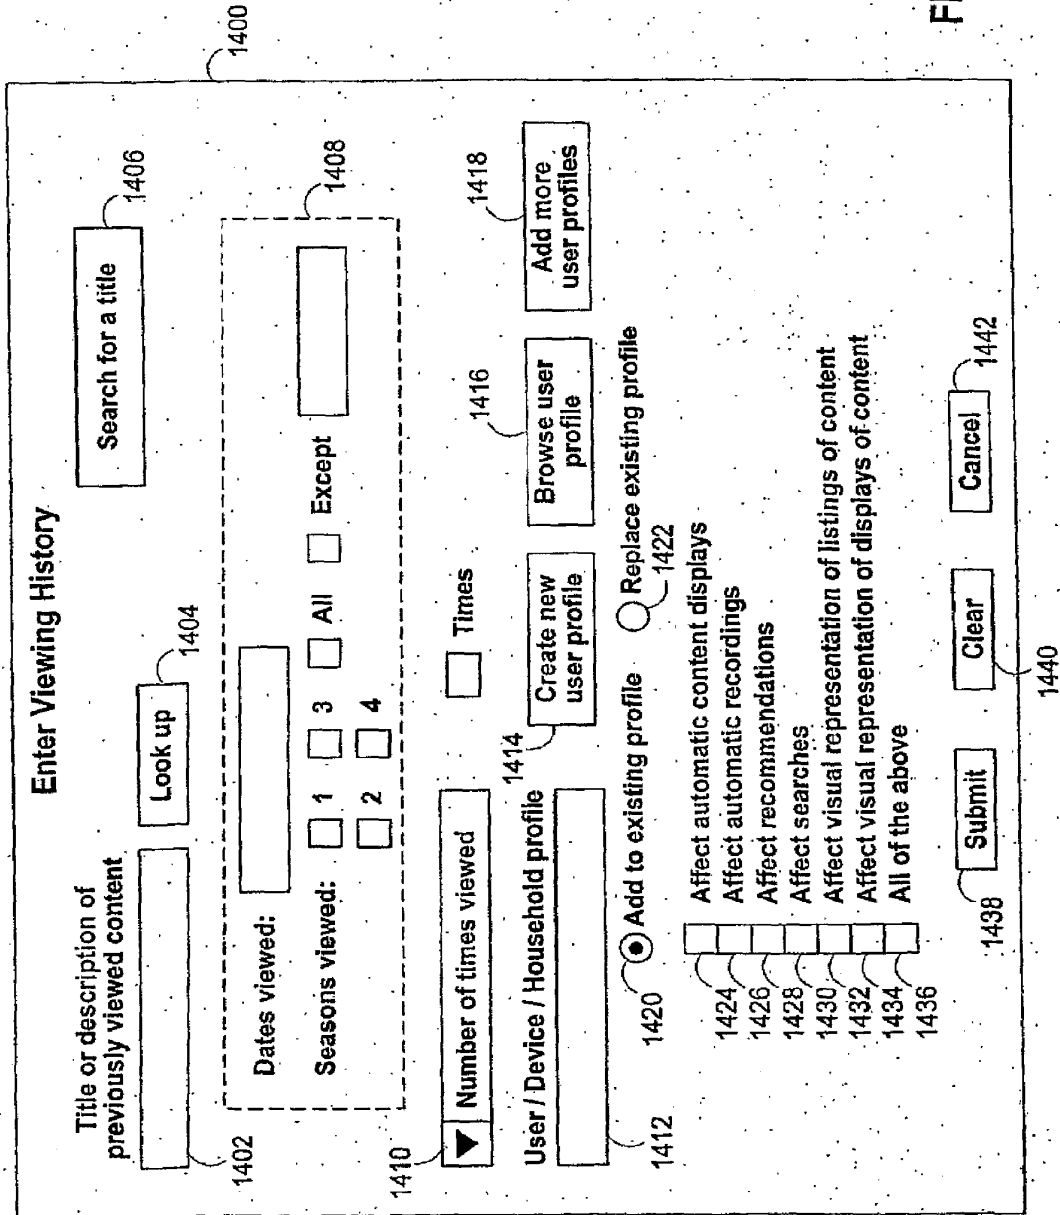 Enter Viewing History
1400
Title or description of
previously viewed content
1402
Look up
1404
Search for a title
1406
1408
Dates viewed:
Seasons viewed:
1 3 All Except
2 4
1410
Number of times viewed
Times
User / Device / Household profile
1412
1414
Create new
user profile
1416
Browse user
profile
1418
Add more
user profiles
1420
Add to existing profile
Replace existing profile
1422
1424 Affect automatic content displays
1426 Affect automatic recordings
1428 Affect recommendations
1430 Affect searches
1432 Affect visual representation of listings of content
1434 Affect visual representation of displays of content
1436 All of the above
Submit
1438
Clear
1440
Cancel
1442